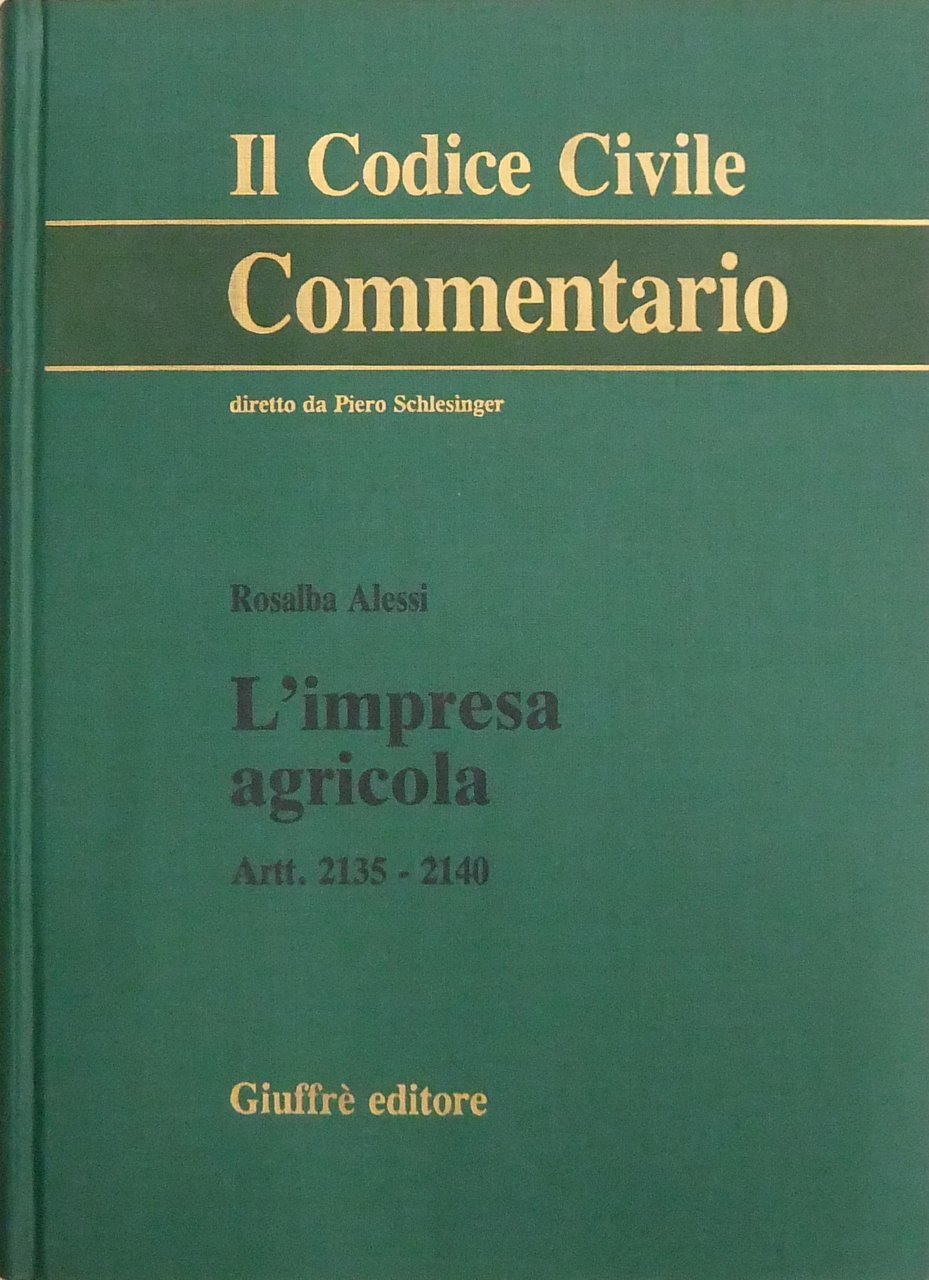 Il Codice Civile
Commentario
diretto da Piero Schlesinger
Rosalba Alessi
L'impresa
agricola
Artt. 2135 - 2140
Giuffrè editore